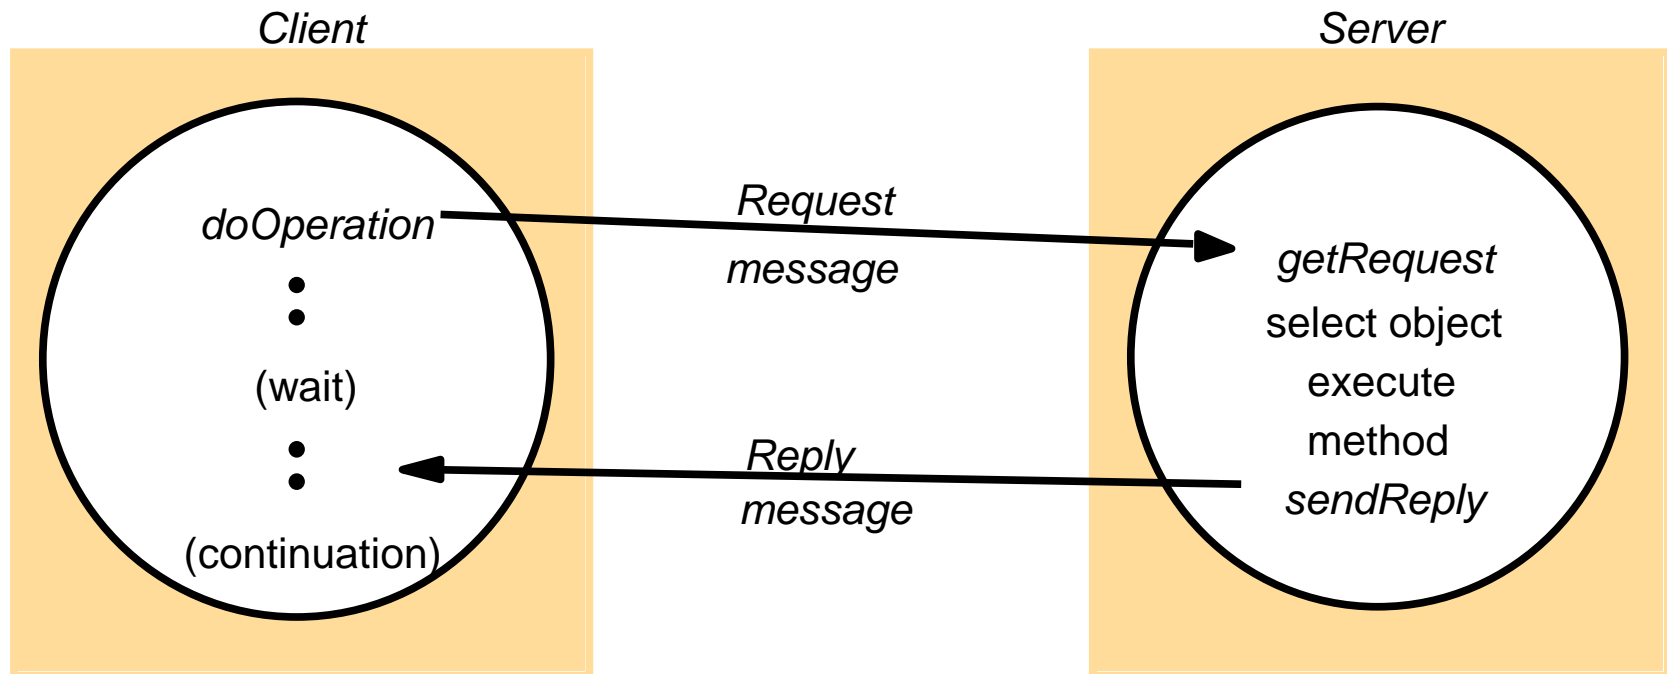 Client
Server
doOperation
(wait)
(continuation)
Request
message
Reply
message
getRequest
select object
execute
method
sendReply